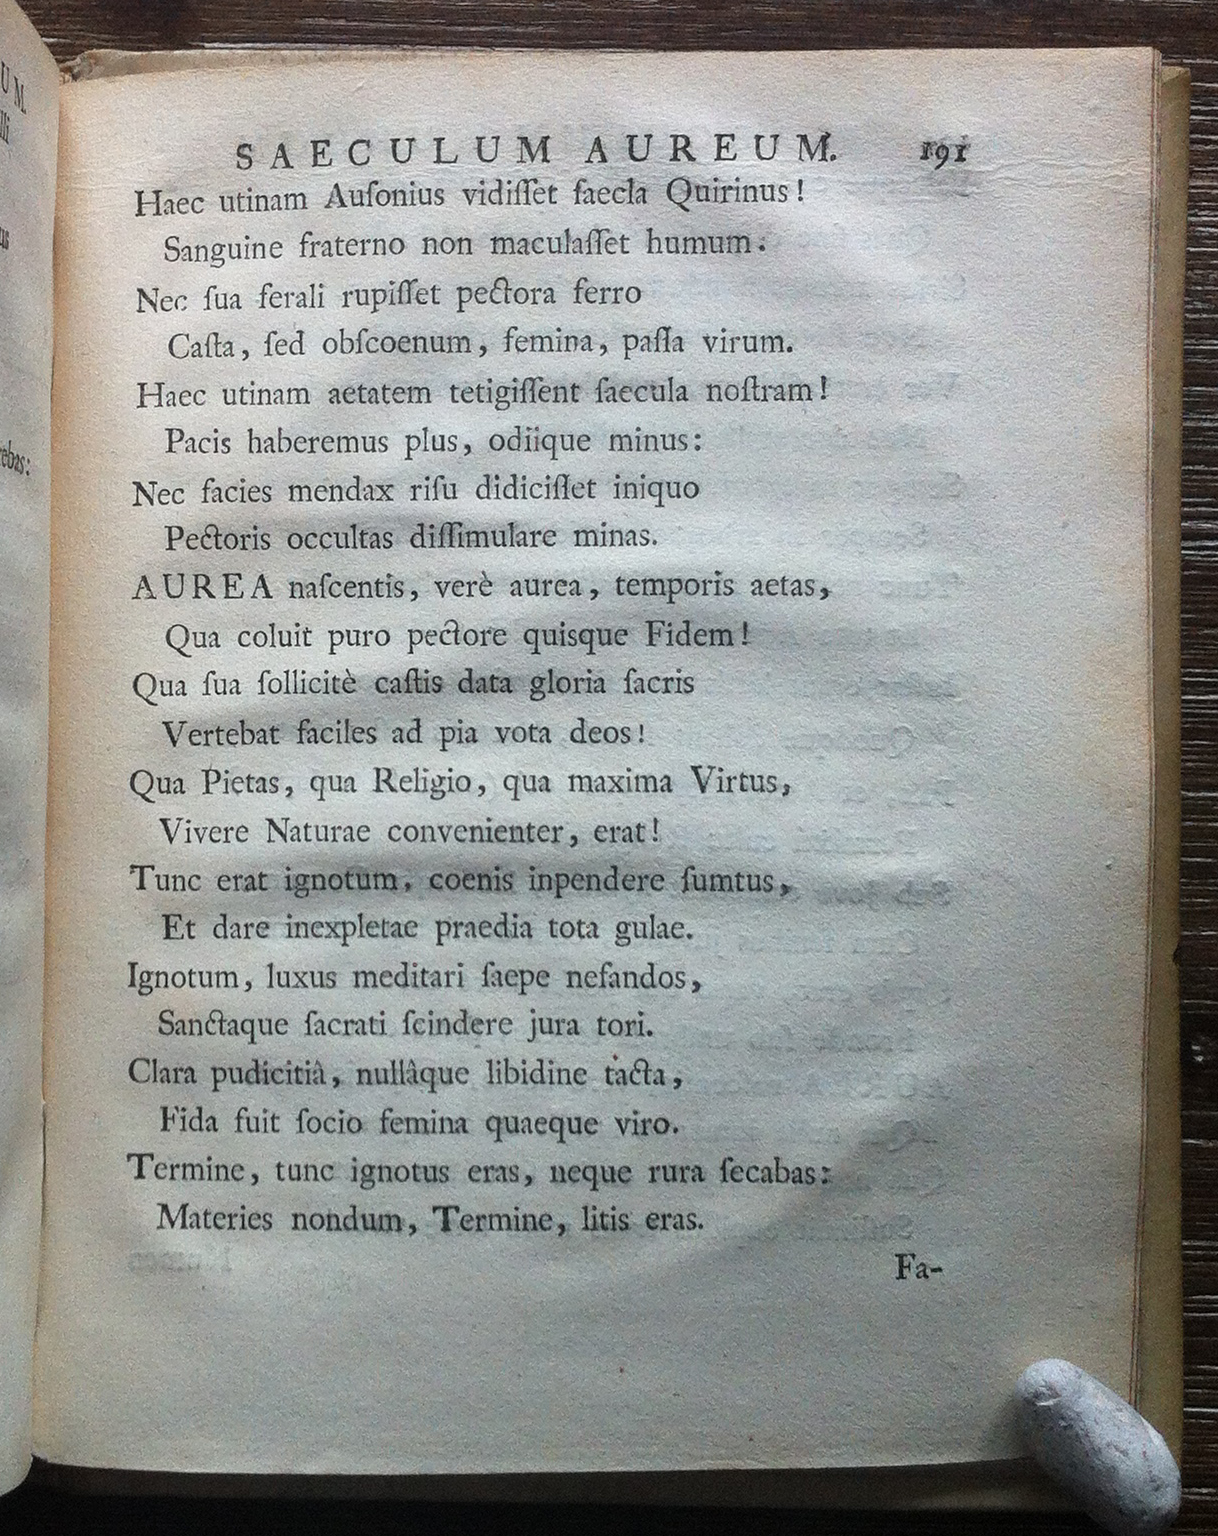 UM.
lli
us
ebas:
SAECULUM AUREUM. 191
Haec utinam Auſonius vidiſſet ſaecla Quirinus!
Sanguine fraterno non maculaſſet humum.
Nec ſua ferali rupiſſet pectora ferro
Caſta, ſed obſcoenum, femina, paſſa virum.
Haec utinam aetatem tetigiſſent ſaecula noſtram!
Pacis haberemus plus, odiique minus:
Nec facies mendax riſu didiciſſet iniquo
Pectoris occultas diſſimulare minas.
AUREA naſcentis, verè aurea, temporis aetas,
Qua coluit puro pectore quisque Fidem!
Qua ſua ſollicitè caſtis data gloria ſacris
Vertebat faciles ad pia vota deos!
Qua Pietas, qua Religio, qua maxima Virtus,
Vivere Naturae convenienter, erat!
Tunc erat ignotum, coenis inpendere ſumtus,
Et dare inexpletae praedia tota gulae.
Ignotum, luxus meditari ſaepe nefandos,
Sanctaque ſacrati ſcindere jura tori.
Clara pudicitiâ, nullâque libidine tacta,
Fida fuit ſocio femina quaeque viro.
Termine, tunc ignotus eras, neque rura ſecabas:
Materies nondum, Termine, litis eras.
Fa-